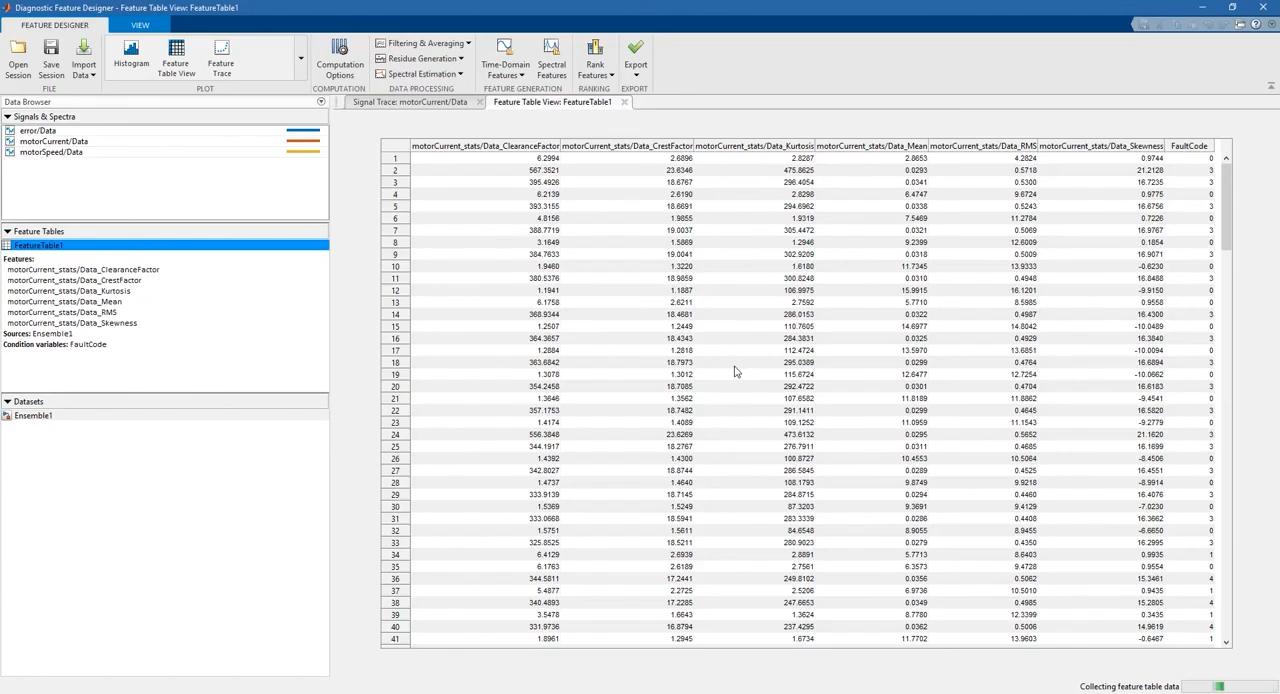 Diagnostic Feature Designer - Feature Table View: FeatureTable1
FEATURE DESIGNER VIEW
Open Session
Save Session
Import Data
Histogram
Feature Table View
Feature Trace
Computation Options
Filtering & Averaging
Residue Generation
Spectral Estimation
Time-Domain Features
Spectral Features
Rank Features
Export
FILE PLOT COMPUTATION DATA PROCESSING FEATURE GENERATION RANKING EXPORT
Data Browser
Signal Trace: motorCurrent/Data Feature Table View: FeatureTable1
Signals & Spectra
error/Data
motorCurrent/Data
motorSpeed/Data
Feature Tables
FeatureTable1
Features:
motorCurrent_stats/Data_ClearanceFactor
motorCurrent_stats/Data_CrestFactor
motorCurrent_stats/Data_Kurtosis
motorCurrent_stats/Data_Mean
motorCurrent_stats/Data_RMS
motorCurrent_stats/Data_Skewness
Sources: Ensemble1
Condition variables: FaultCode
Datasets
Ensemble1
motorCurrent_stats/Data_ClearanceFactor motorCurrent_stats/Data_CrestFactor motorCurrent_stats/Data_Kurtosis motorCurrent_stats/Data_Mean motorCurrent_stats/Data_RMS motorCurrent_stats/Data_Skewness FaultCode
1 6.2994 2.6896 2.8287 2.8653 4.2824 0.9744 0
2 567.3521 23.6346 475.8625 0.0293 0.5718 21.2128 3
3 395.4926 18.6767 296.4054 0.0341 0.5300 16.7235 3
4 6.2139 2.6190 2.8298 6.4747 9.6724 0.9775 0
5 393.3155 18.6691 294.6962 0.0338 0.5243 16.6756 3
6 4.8156 1.9855 1.9319 7.5469 11.2784 0.7226 0
7 388.7719 19.0037 305.4472 0.0321 0.5069 16.9767 3
8 3.1649 1.5869 1.2946 9.2399 12.6009 0.1854 0
9 384.7633 19.0041 302.9209 0.0318 0.5009 16.9071 3
10 1.9460 1.3220 1.6180 11.7345 13.9333 -0.6230 0
11 380.5376 18.9859 300.8248 0.0310 0.4948 16.8488 3
12 1.1941 1.1887 106.9975 15.9915 16.1201 -9.9150 0
13 6.1758 2.6211 2.7592 5.7710 8.5985 0.9558 0
14 368.9344 18.4681 286.0153 0.0322 0.4987 16.4300 3
15 1.2507 1.2449 110.7605 14.6977 14.8042 -10.0489 0
16 364.4338 18.4343 284.3831 0.0325 0.4929 16.3840 3
17 1.2884 1.2818 112.4724 13.5970 13.6851 -10.0094 0
18 363.6842 18.7973 295.0389 0.0299 0.4764 16.6894 3
19 1.3078 1.3012 115.6724 12.6477 12.7254 -10.0662 0
20 354.2458 18.7085 292.4722 0.0301 0.4704 16.6183 3
21 1.3646 1.3562 107.6582 11.8189 11.8862 -9.4541 0
22 357.1753 18.7482 291.1411 0.0299 0.4645 16.5820 3
23 1.4174 1.4089 109.1252 11.0959 11.1543 -9.2779 0
24 556.3848 23.6269 473.6132 0.0295 0.5652 21.1620 3
25 344.1917 18.2767 276.7911 0.0311 0.4685 16.1699 3
26 1.4392 1.4300 100.8727 10.4553 10.5064 -8.4506 0
27 342.8027 18.8744 286.5845 0.0289 0.4525 16.4551 3
28 1.4737 1.4640 108.1793 9.8749 9.9218 -8.9914 0
29 333.9139 18.7145 284.8715 0.0294 0.4460 16.4076 3
30 1.5369 1.5249 87.3203 9.3691 9.4129 -7.0230 0
31 333.0668 18.5941 283.3339 0.0286 0.4408 16.3662 3
32 1.5751 1.5611 84.6548 8.9055 8.9455 -6.6650 0
33 325.8525 18.5211 280.9023 0.0279 0.4350 16.2995 3
34 6.4129 2.6939 2.8891 5.7713 8.6403 0.9935 1
35 6.1763 2.6189 2.7561 6.3573 9.4728 0.9554 0
36 344.5811 17.2441 249.8102 0.0356 0.5062 15.3461 4
37 5.4877 2.2725 2.5206 6.9736 10.5010 0.9435 1
38 340.4893 17.2285 247.6653 0.0349 0.4985 15.2805 4
39 3.5478 1.6643 1.3624 8.7780 12.3399 0.3435 1
40 331.9736 16.8794 237.4295 0.0362 0.5006 14.9619 4
41 1.8961 1.2945 1.6734 11.7702 13.9603 -0.6467 1
Collecting feature table data